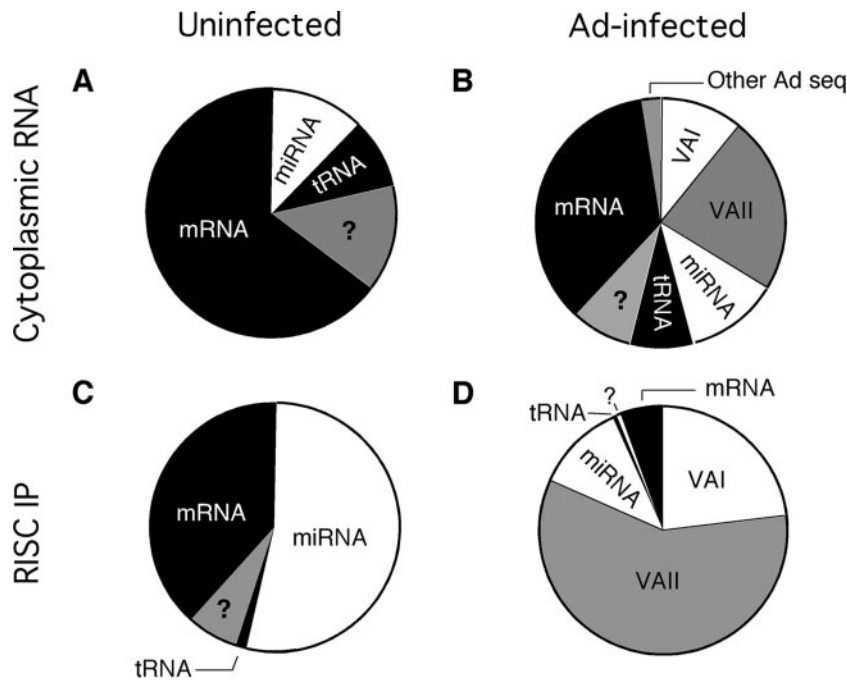 Uninfected
Ad-infected
Cytoplasmic RNA
A
miRNA
tRNA
?
mRNA
B
Other Ad seq
VAI
VAII
miRNA
tRNA
?
mRNA
RISC IP
C
mRNA
miRNA
?
tRNA
D
mRNA
?
tRNA
miRNA
VAI
VAII